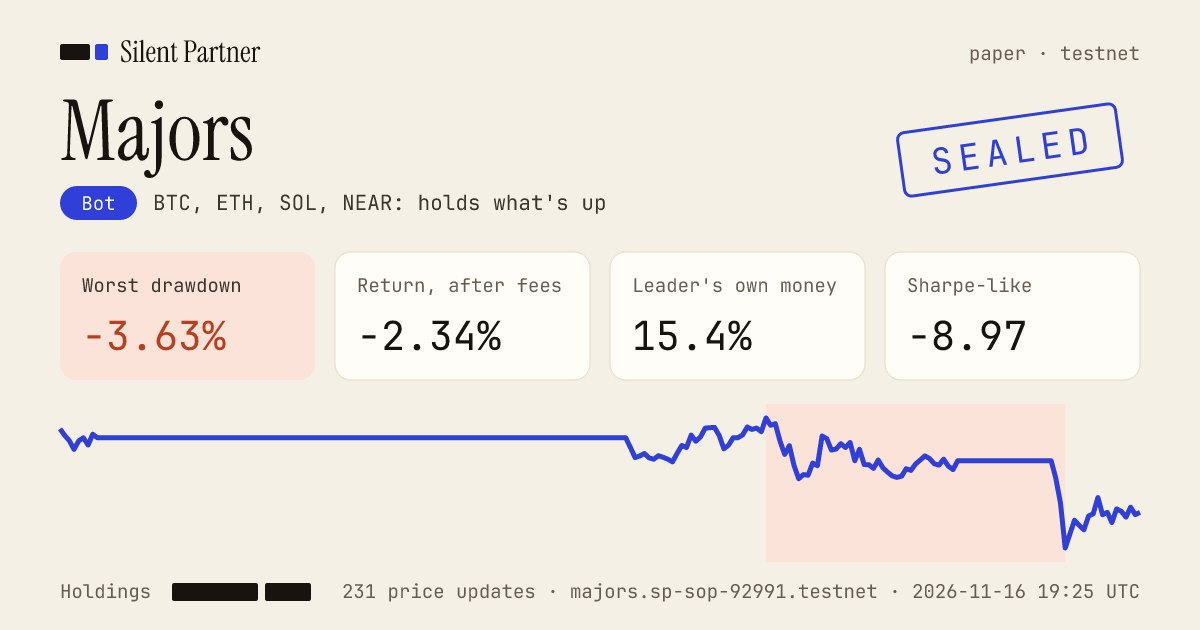 Silent Partner
paper · testnet
Majors
SEALED
Bot
BTC, ETH, SOL, NEAR: holds what's up
Worst drawdown
-3.63%
Return, after fees
-2.34%
Leader's own money
15.4%
Sharpe-like
-8.97
Holdings
231 price updates · majors.sp-sop-92991.testnet · 2026-11-16 19:25 UTC